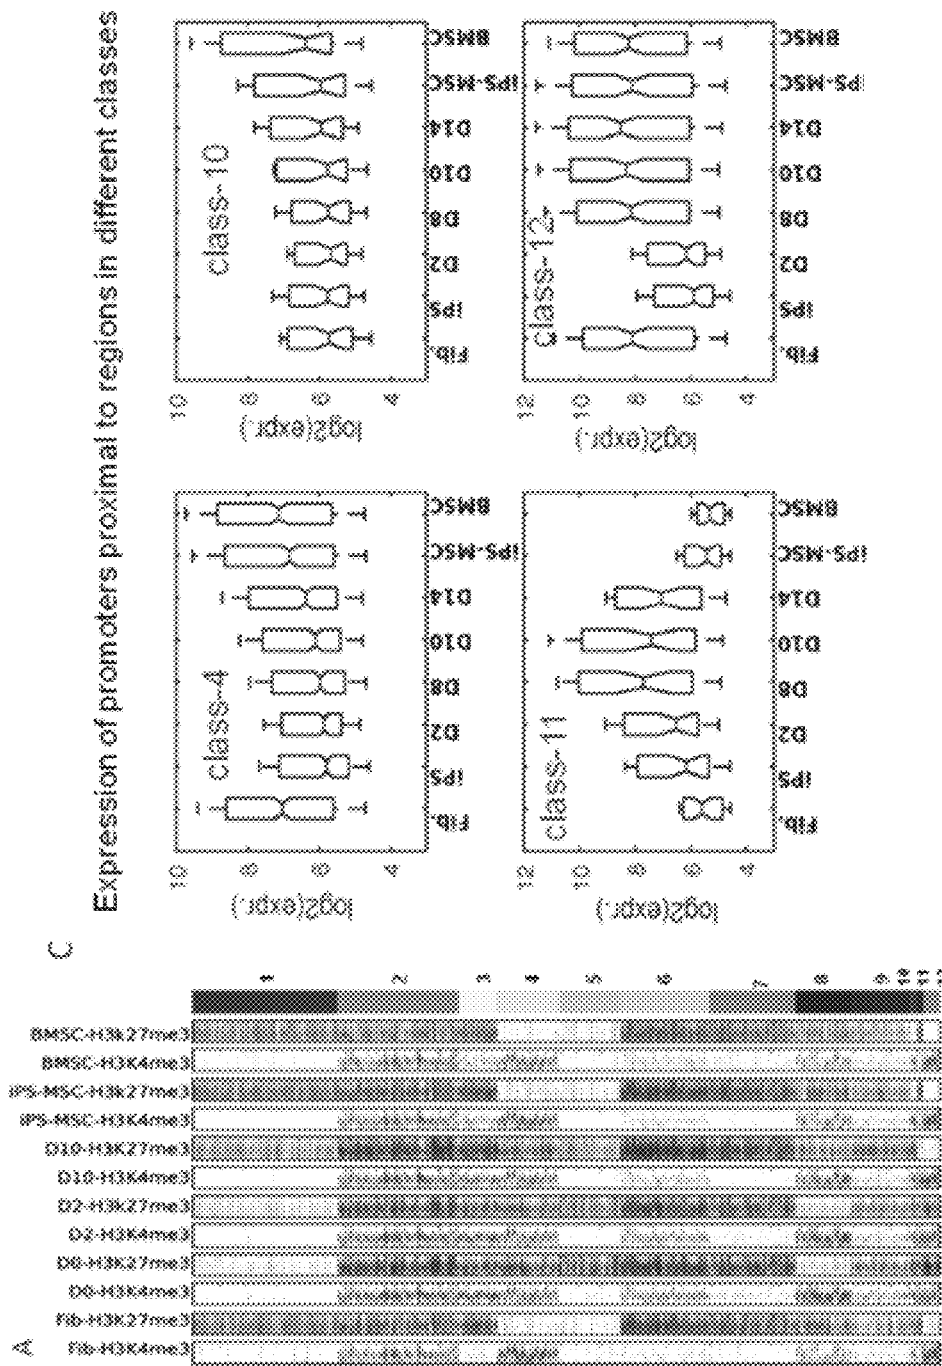 A
Fib-H3K4me3
Fib-H3K27me3
D0-H3K4me3
D0-H3K27me3
D2-H3K4me3
D2-H3k27me3
D10-H3K4me3
D10-H3K27me3
iPS-MSC-H3K4me3
iPS-MSC-H3k27me3
BMSC-H3K4me3
BMSC-H3k27me3
1
2
3
4
5
6
7
8
9
10
11
C
Expression of promoters proximal to regions in different classes
class-4
log2(expr.)
10
8
6
4
Fib.
iPS
D2
D8
D10
D14
iPS-MSC
BMSC
class-10
log2(expr.)
10
8
6
4
Fib.
iPS
D2
D8
D10
D14
iPS-MSC
BMSC
class-11
log2(expr.)
12
10
8
6
4
Fib.
iPS
D2
D8
D10
D14
iPS-MSC
BMSC
class-12
log2(expr.)
12
10
8
6
4
Fib.
iPS
D2
D8
D10
D14
iPS-MSC
BMSC